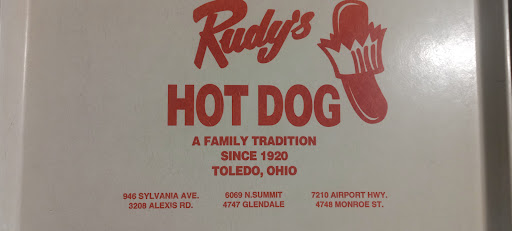 Rudy's
HOT DOG
A FAMILY TRADITION
SINCE 1920
TOLEDO, OHIO
946 SYLVANIA AVE. 6069 N.SUMMIT 7210 AIRPORT HWY.
3208 ALEXIS RD. 4747 GLENDALE 4748 MONROE ST.